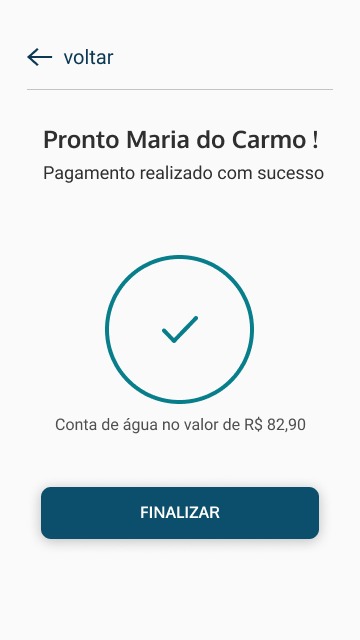 voltar
Pronto Maria do Carmo !
Pagamento realizado com sucesso
Conta de água no valor de R$ 82,90
FINALIZAR